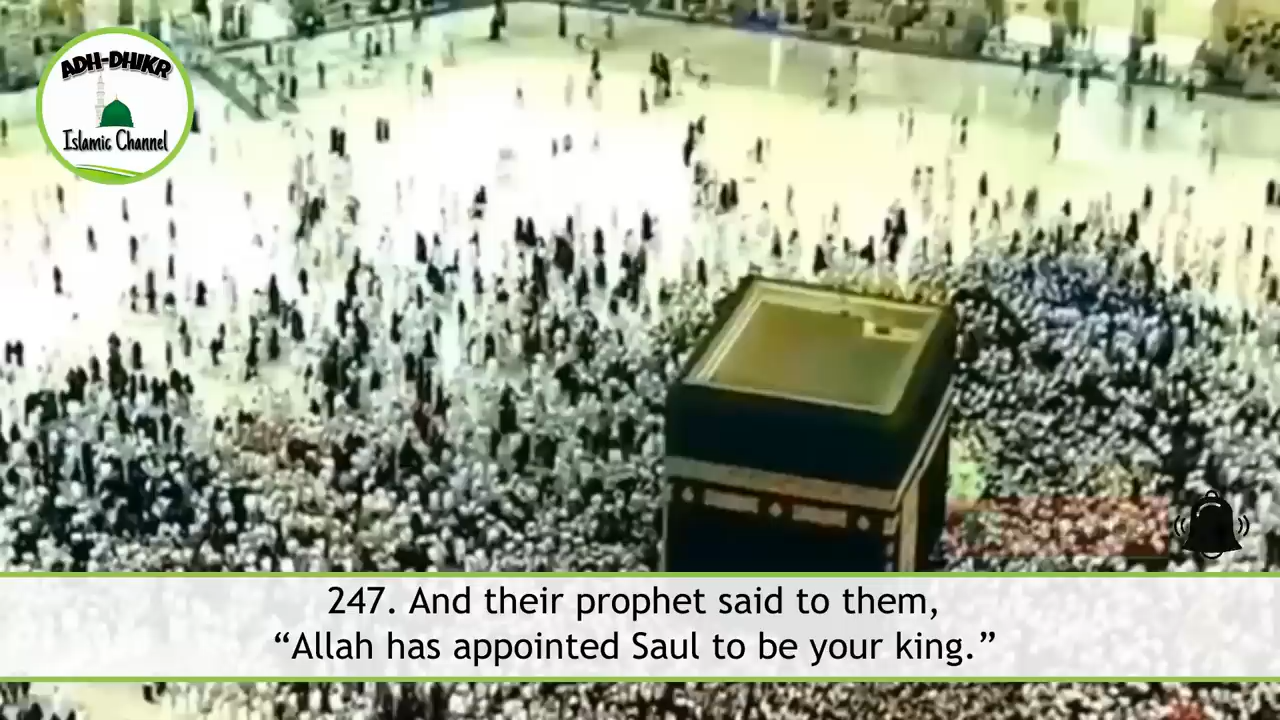 ADH-DHIKR
Islamic Channel
247. And their prophet said to them,
“Allah has appointed Saul to be your king.”